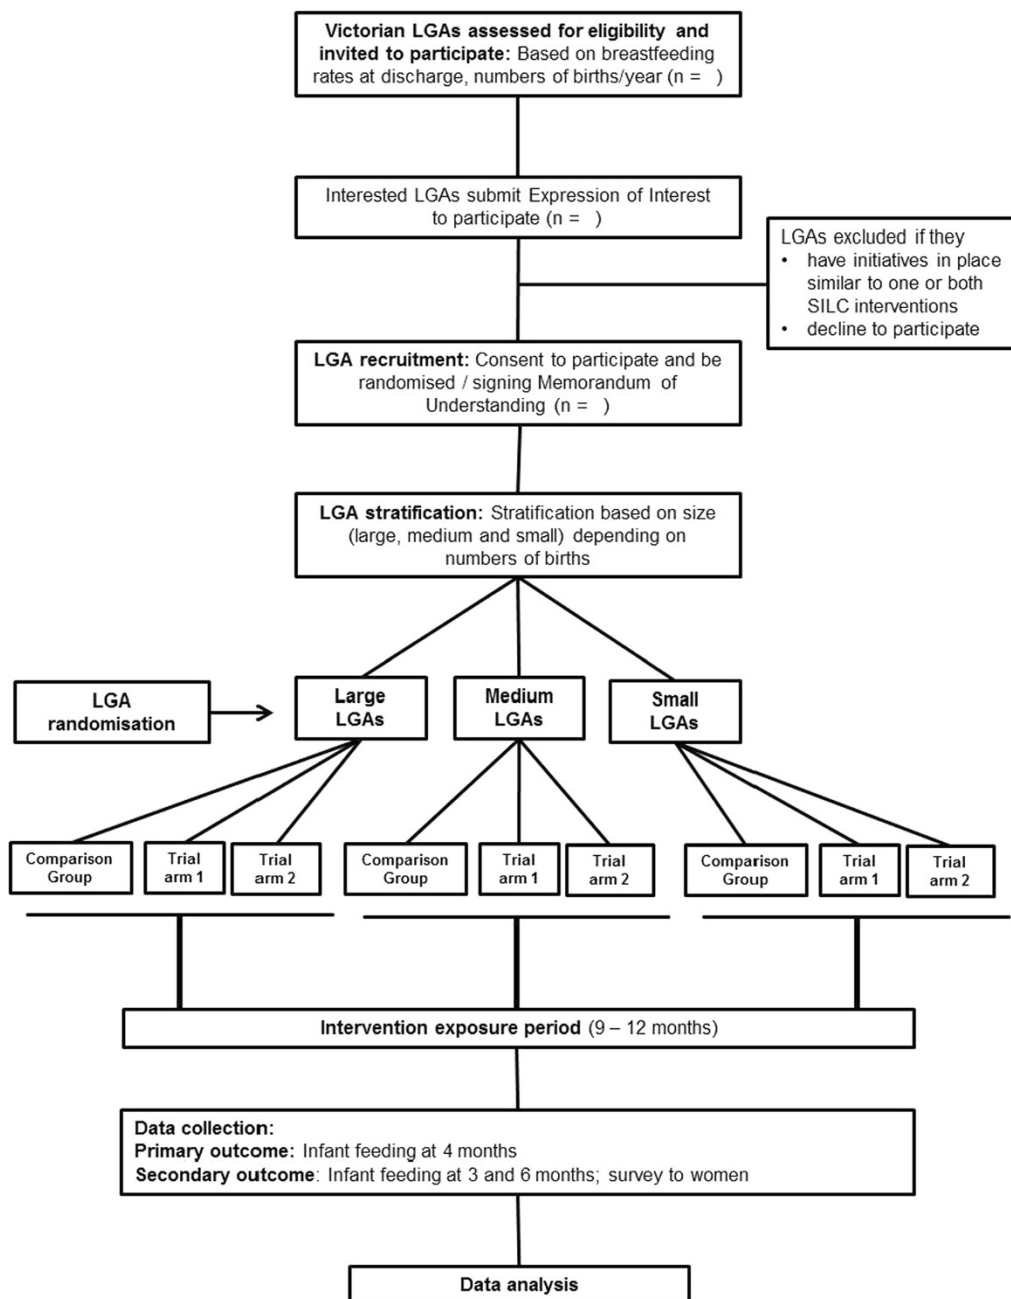 Victorian LGAs assessed for eligibility and
invited to participate: Based on breastfeeding
rates at discharge, numbers of births/year (n = )
Interested LGAs submit Expression of Interest
to participate (n = )
LGAs excluded if they
• have initiatives in place
similar to one or both
SILC interventions
• decline to participate
LGA recruitment: Consent to participate and be
randomised / signing Memorandum of
Understanding (n = )
LGA stratification: Stratification based on size
(large, medium and small) depending on
numbers of births
LGA
randomisation
Large
LGAs
Medium
LGAs
Small
LGAs
Comparison
Group
Trial
arm 1
Trial
arm 2
Comparison
Group
Trial
arm 1
Trial
arm 2
Comparison
Group
Trial
arm 1
Trial
arm 2
Intervention exposure period (9 – 12 months)
Data collection:
Primary outcome: Infant feeding at 4 months
Secondary outcome: Infant feeding at 3 and 6 months; survey to women
Data analysis